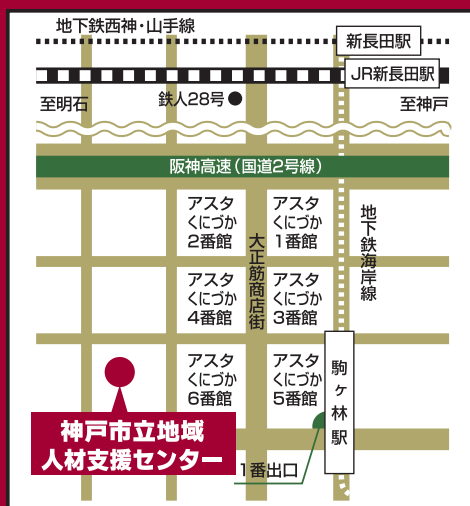 地下鉄西神・山手線
新長田駅
JR新長田駅
至明石
鉄人28号
至神戸
阪神高速(国道2号線)
アスタ
くにづか
2番館
アスタ
くにづか
1番館
大正筋商店街
地下鉄海岸線
アスタ
くにづか
4番館
アスタ
くにづか
3番館
アスタ
くにづか
6番館
アスタ
くにづか
5番館
駒ヶ林駅
神戸市立地域
人材支援センター
1番出口